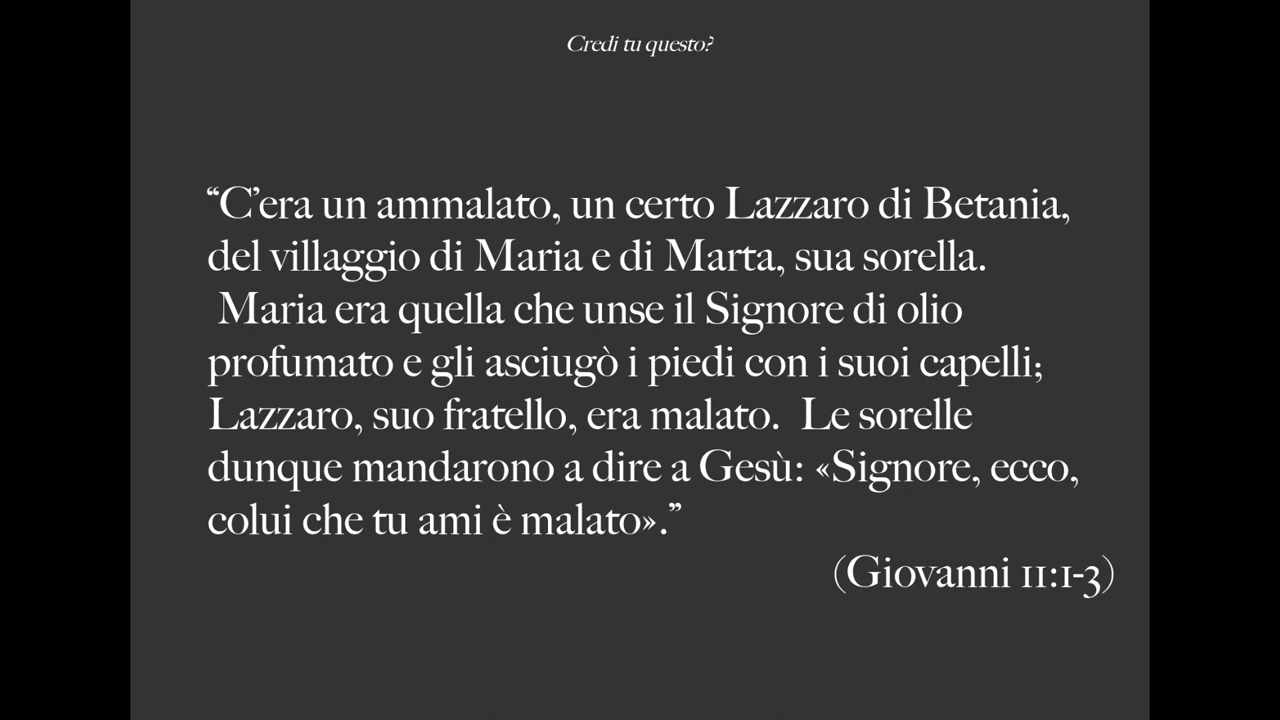 Credi tu questo?
“C’era un ammalato, un certo Lazzaro di Betania,
del villaggio di Maria e di Marta, sua sorella.
Maria era quella che unse il Signore di olio
profumato e gli asciugò i piedi con i suoi capelli;
Lazzaro, suo fratello, era malato. Le sorelle
dunque mandarono a dire a Gesù: «Signore, ecco,
colui che tu ami è malato».”
(Giovanni 11:1-3)